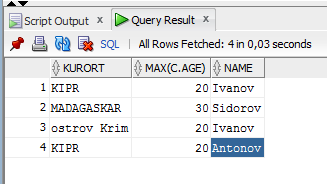 Script Output × Query Result ×
SQL | All Rows Fetched: 4 in 0,03 seconds
KURORT MAX(C.AGE) NAME
1 KIPR 20 Ivanov
2 MADAGASKAR 30 Sidorov
3 ostrov Krim 20 Ivanov
4 KIPR 20 Antonov